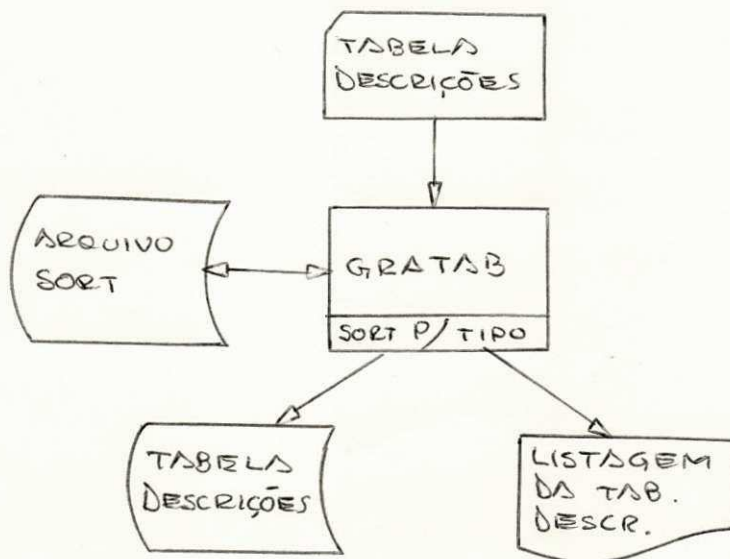 TABELA
DESCRIÇÕES
ARQUIVO
SORT
GRATAB
SORT P/ TIPO
TABELA
DESCRIÇÕES
LISTAGEM
DA TAB.
DESCR.